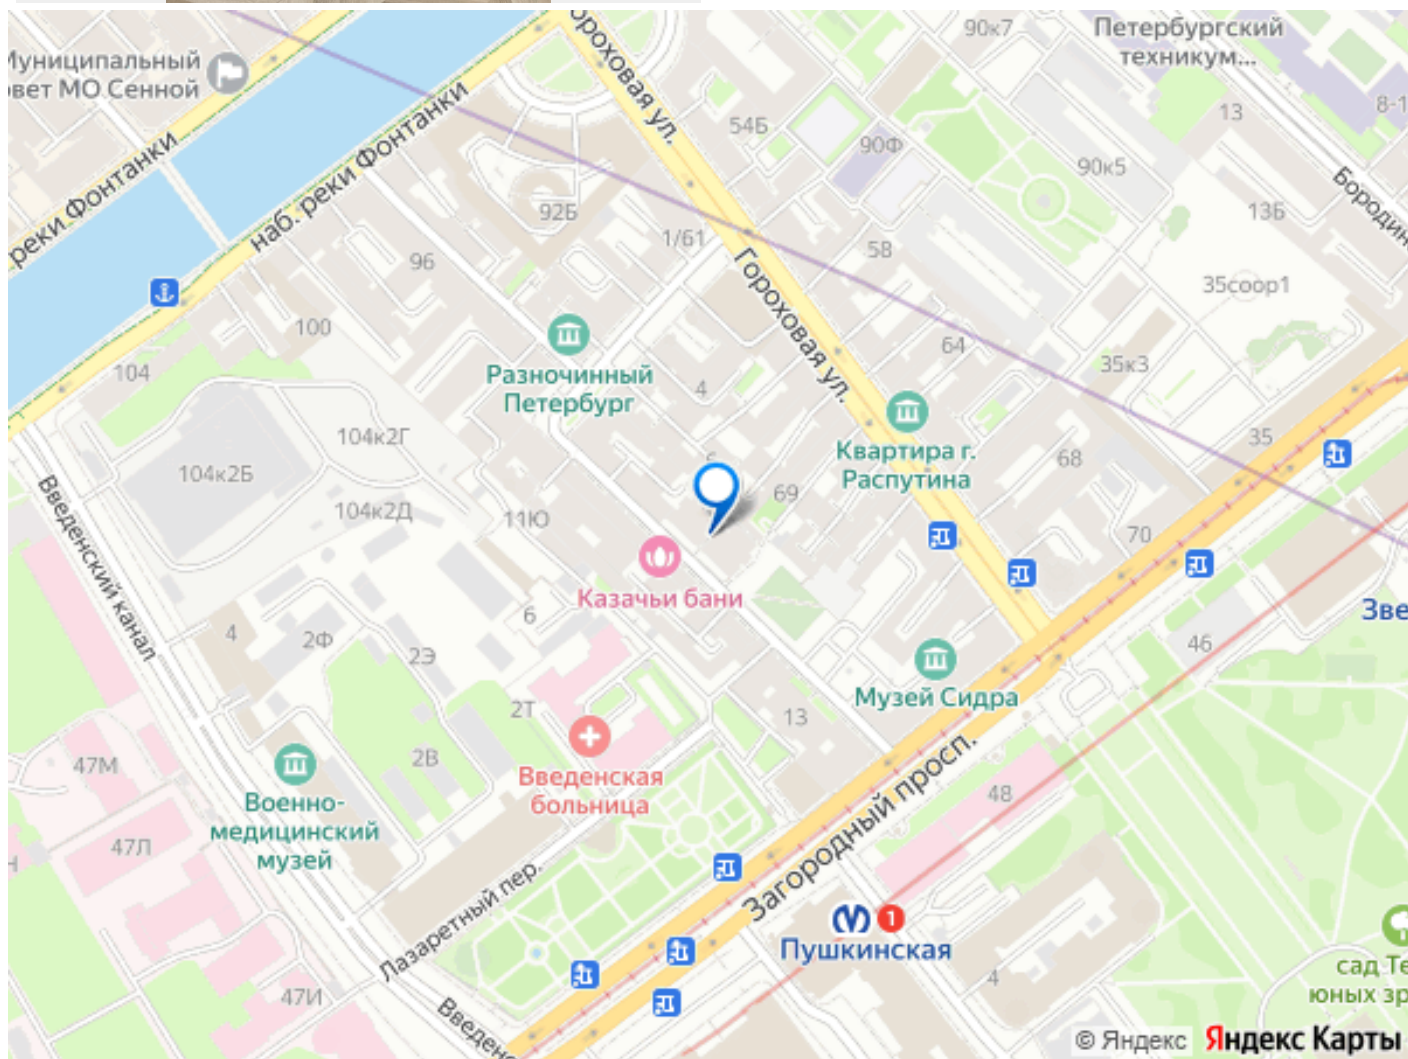 Муниципальный
овет МО Сенной
реки Фонтанки
наб. реки Фонтанки
Гороховая ул.
90к7
Петербургский
техникум...
13
8-1
54Б
90Ф
90к5
Бородин
13Б
92Б
1/61
58
96
Гороховая ул.
35соор1
100
64
35к3
104
Разночинный
Петербург
4
104к2Г
Квартира г.
Распутина
35
68
104к2Б
69
104к2Д
11Ю
70
Введенский канал
Казачьи бани
Зве
6
4
2Ф
2Э
46
Музей Сидра
2Т
13
47М
2В
Введенская
больница
48
Военно-
медицинский
музей
47Л
Загородный просп.
Лазаретный пер.
1
Пушкинская
4
47И
сад Те
юных зр
Введенс
© Яндекс Яндекс Карты